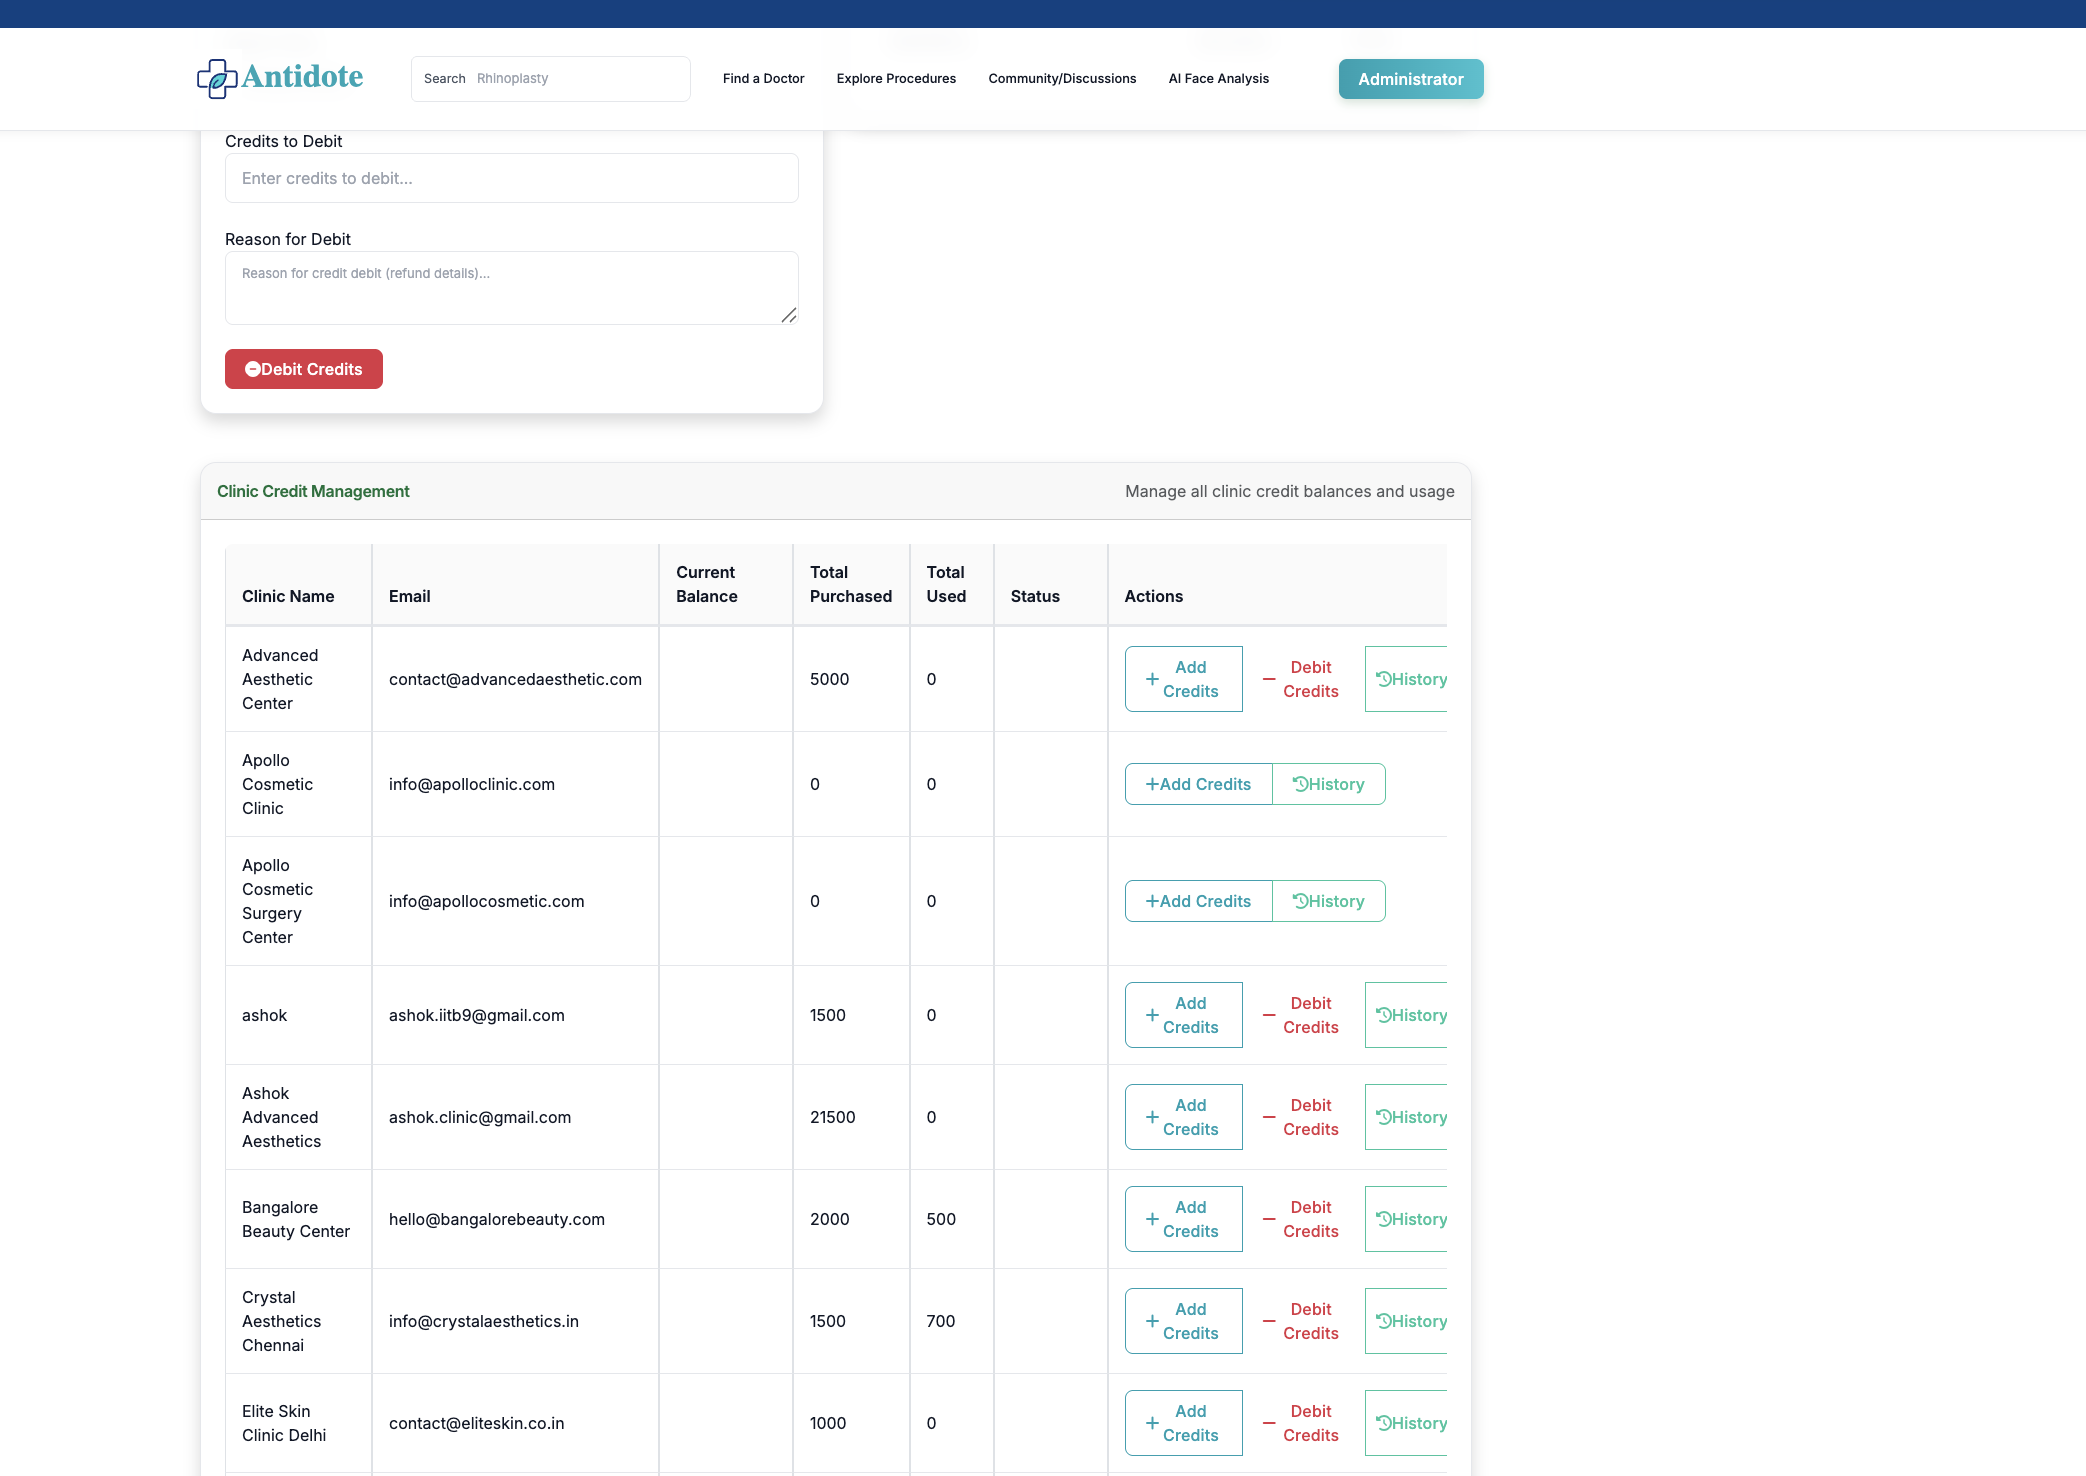 Antidote
Search Rhinoplasty
Find a Doctor
Explore Procedures
Community/Discussions
AI Face Analysis
Administrator
Credits to Debit
Enter credits to debit...
Reason for Debit
Reason for credit debit (refund details)...
Debit Credits
Clinic Credit Management
Manage all clinic credit balances and usage
Clinic Name
Email
Current
Balance
Total
Purchased
Total
Used
Status
Actions
Advanced
Aesthetic
Center
contact@advancedaesthetic.com
5000
0
Add
Credits
Debit
Credits
History
Apollo
Cosmetic
Clinic
info@apolloclinic.com
0
0
Add Credits
History
Apollo
Cosmetic
Surgery
Center
info@apollocosmetic.com
0
0
Add Credits
History
ashok
ashok.iitb9@gmail.com
1500
0
Add
Credits
Debit
Credits
History
Ashok
Advanced
Aesthetics
ashok.clinic@gmail.com
21500
0
Add
Credits
Debit
Credits
History
Bangalore
Beauty Center
hello@bangalorebeauty.com
2000
500
Add
Credits
Debit
Credits
History
Crystal
Aesthetics
Chennai
info@crystalaesthetics.in
1500
700
Add
Credits
Debit
Credits
History
Elite Skin
Clinic Delhi
contact@eliteskin.co.in
1000
0
Add
Credits
Debit
Credits
History